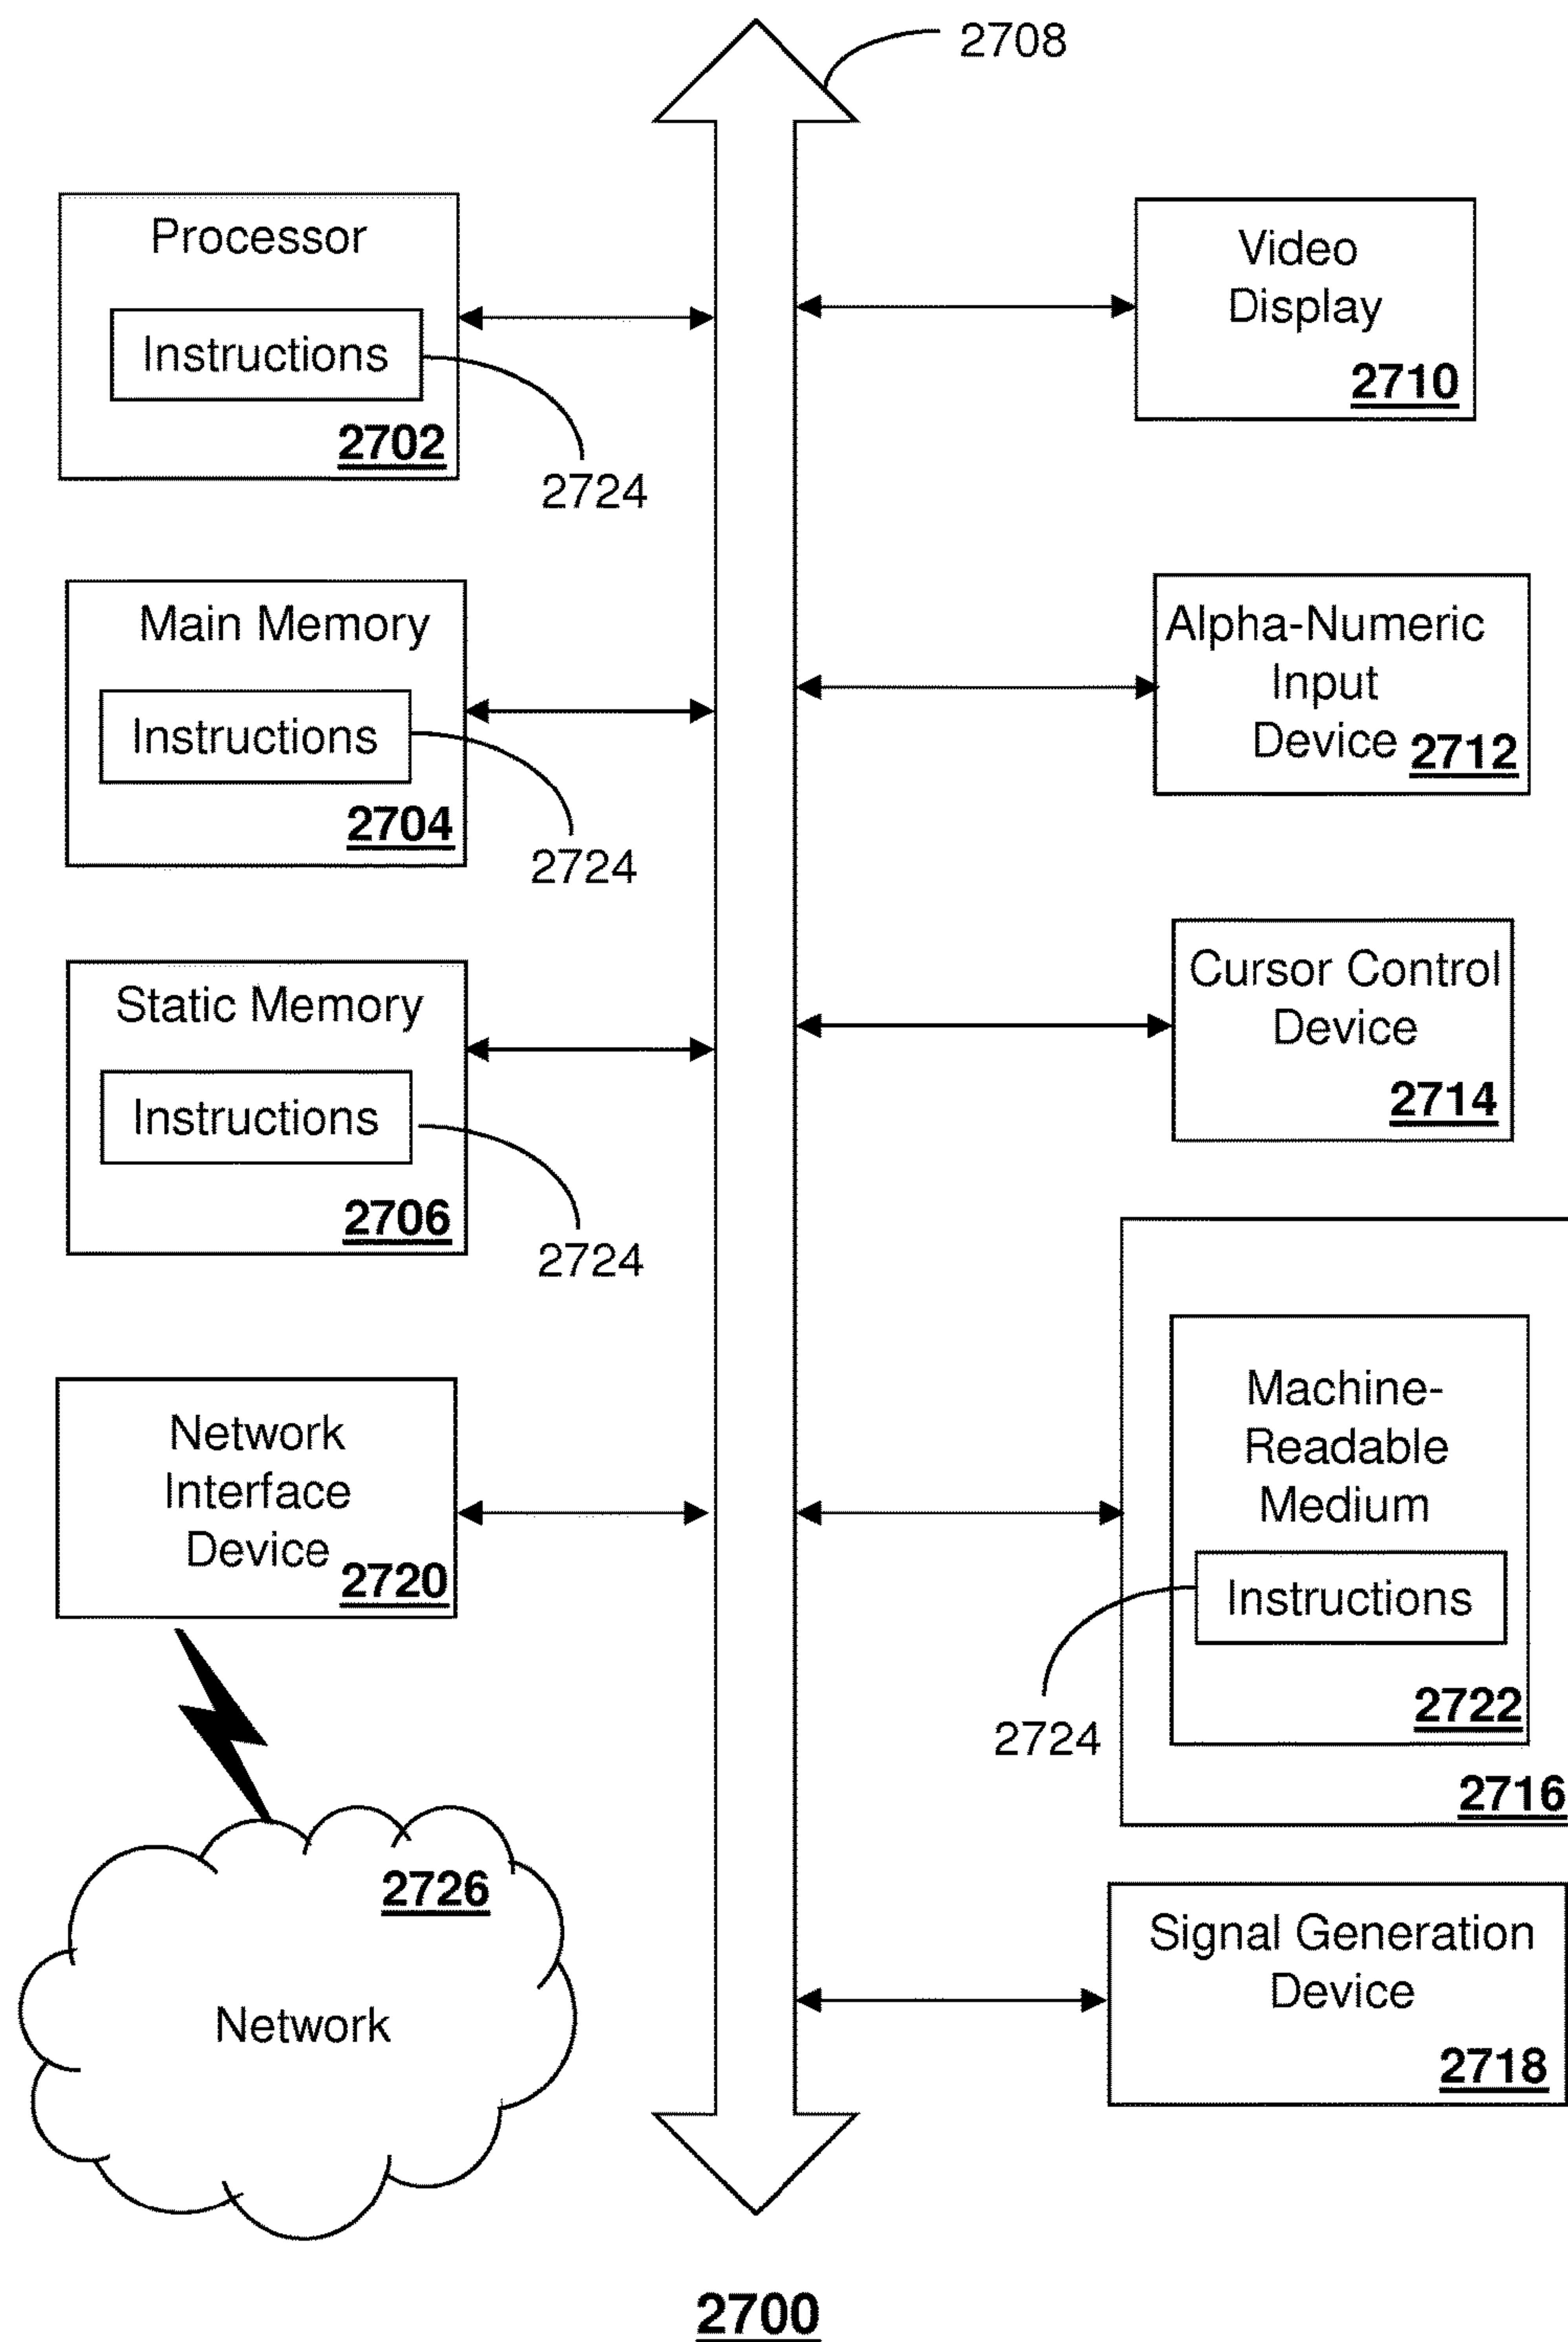 2708
Processor
Instructions
2702
2724
Main Memory
Instructions
2704
2724
Static Memory
Instructions
2706
2724
Network
Interface
Device
2720
2726
Network
Video
Display
2710
Alpha-Numeric
Input
Device 2712
Cursor Control
Device
2714
Machine-
Readable
Medium
Instructions
2724
2722
2716
Signal Generation
Device
2718
2700